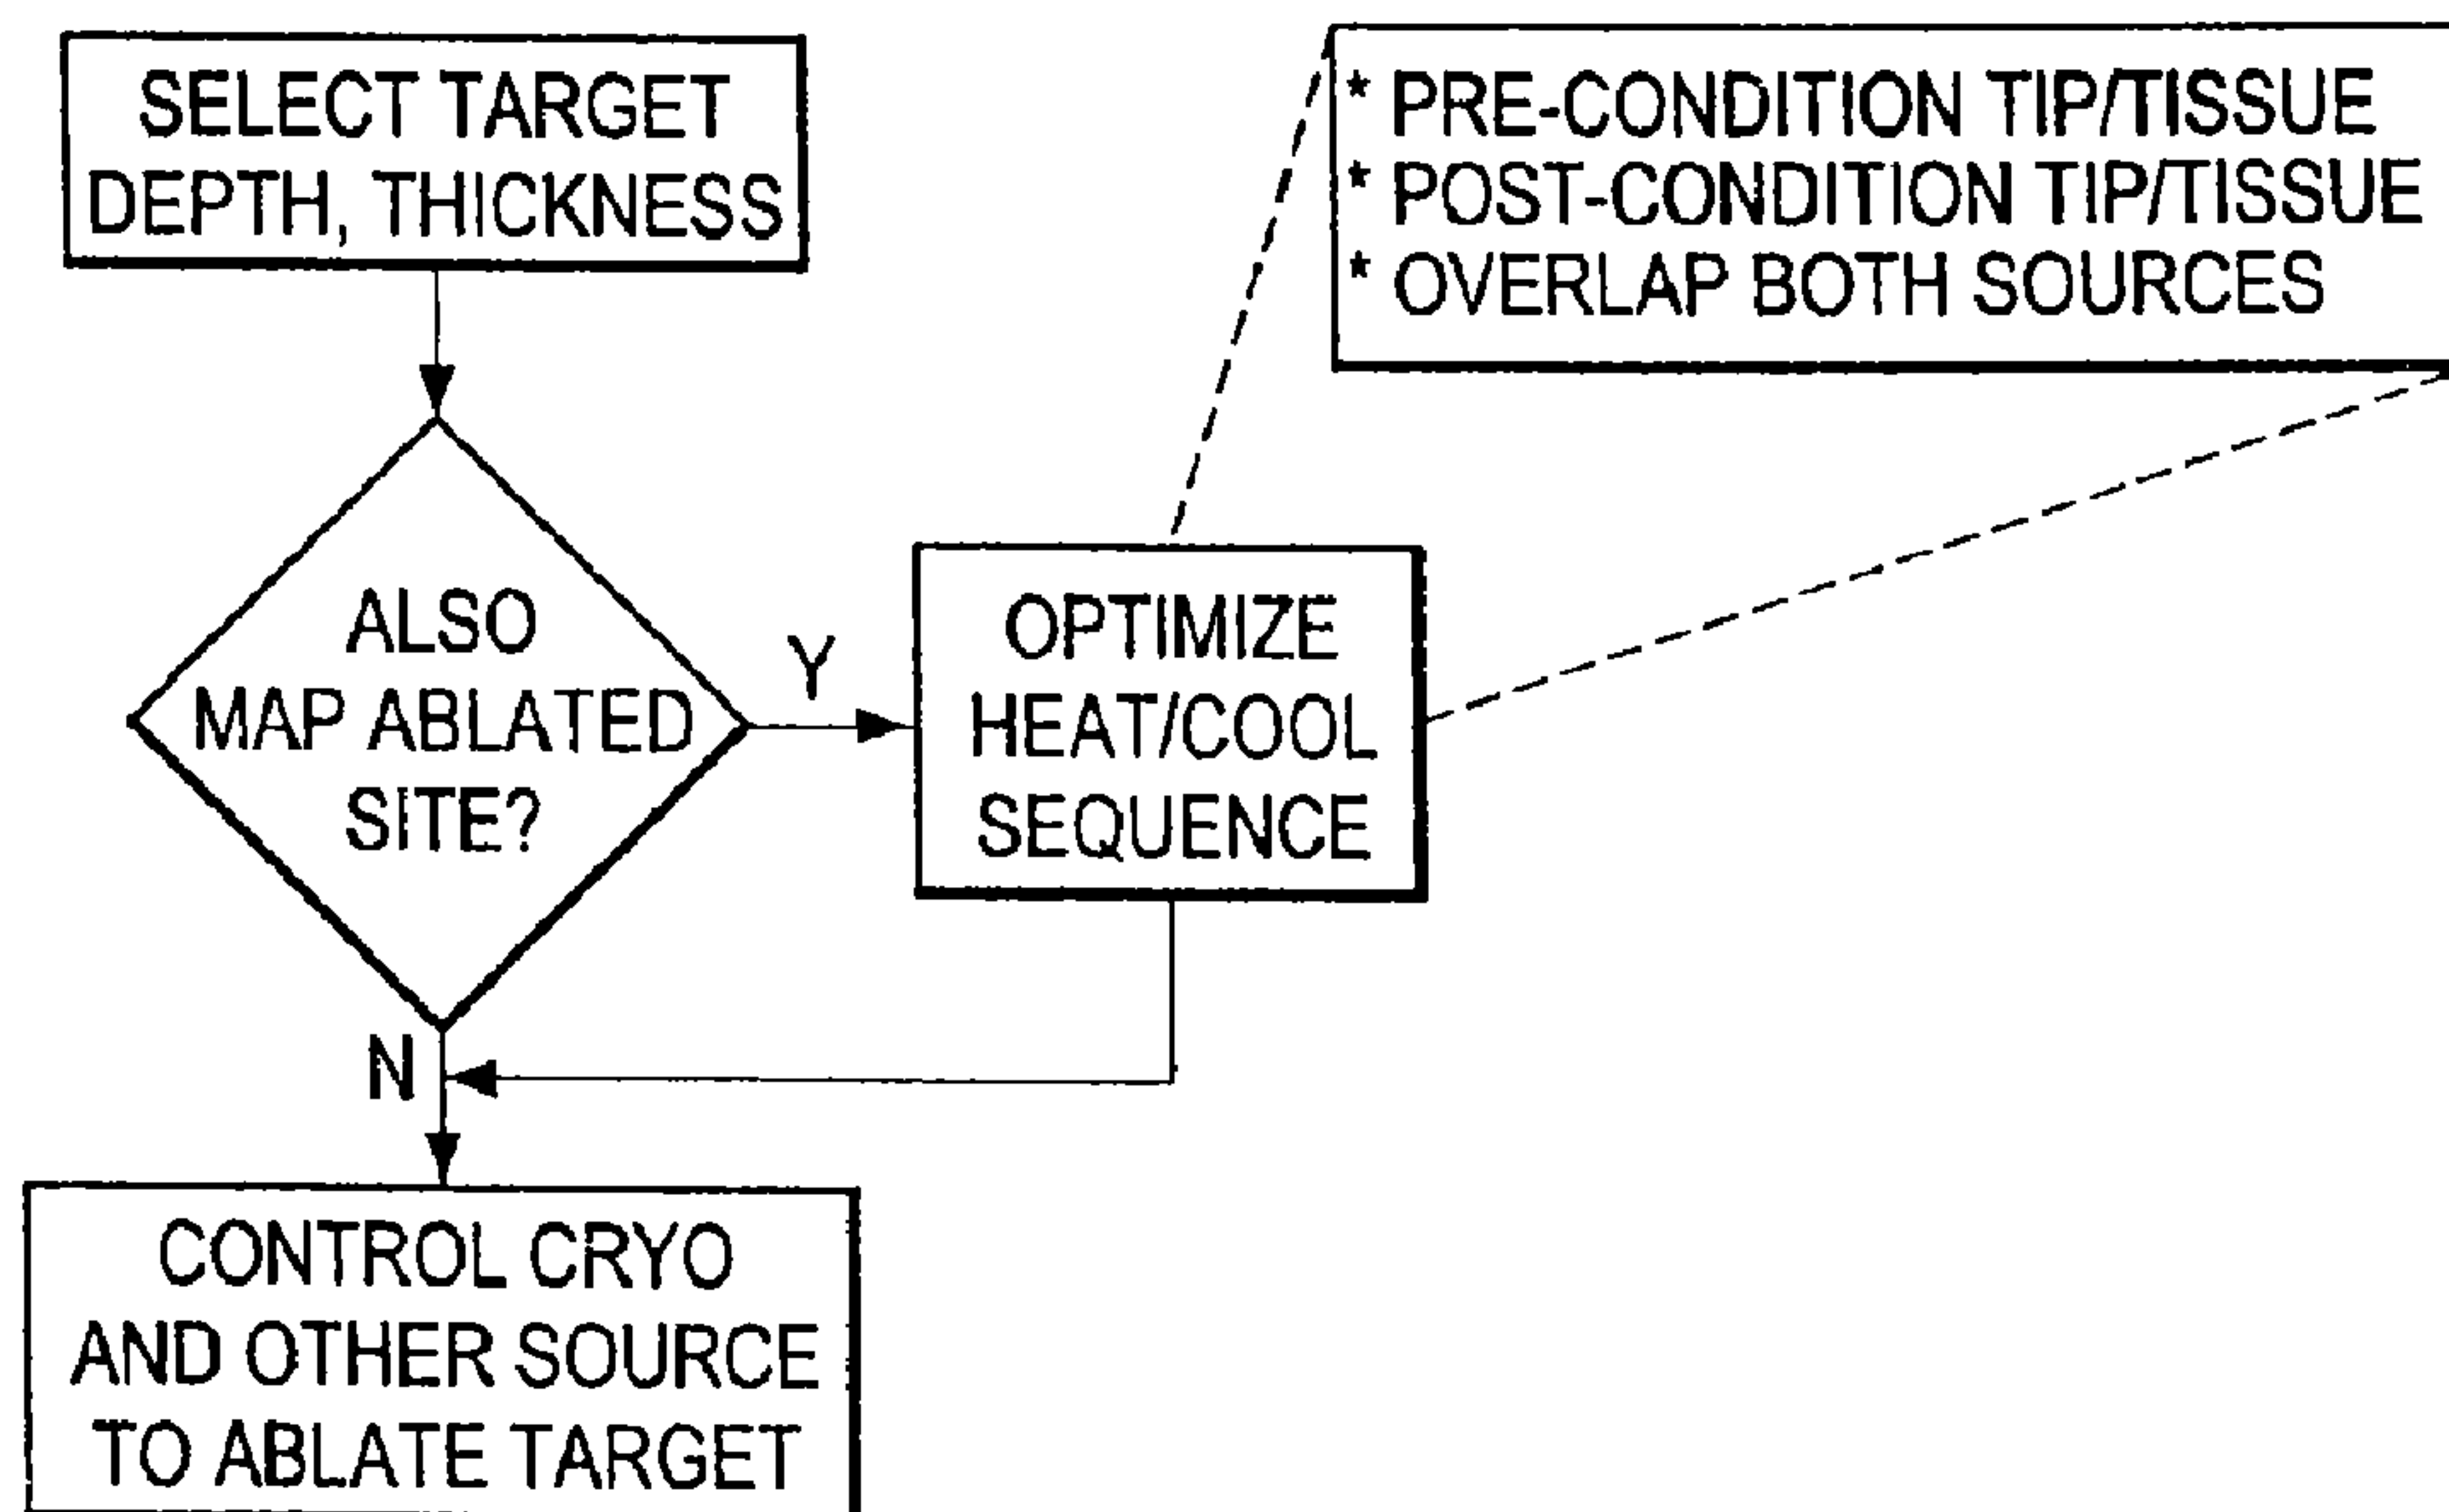 SELECT TARGET
DEPTH, THICKNESS
* PRE-CONDITION TIP/TISSUE
* POST-CONDITION TIP/TISSUE
* OVERLAP BOTH SOURCES
ALSO
MAP ABLATED
SITE?
Y
OPTIMIZE
HEAT/COOL
SEQUENCE
N
CONTROL CRYO
AND OTHER SOURCE
TO ABLATE TARGET